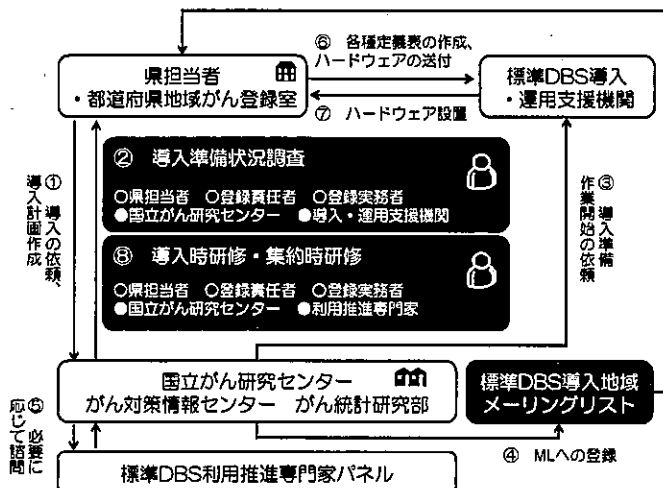 ⑥ 各種定義表の作成、
ハードウェアの送付
県担当者
・都道府県地域がん登録室
標準DBS導入
・運用支援機関
⑦ ハードウェア設置
① 導入の依頼、
導入計画作成
② 導入準備状況調査
○県担当者 ○登録責任者 ○登録実務者
●国立がん研究センター ●導入・運用支援機関
③ 導入準備
作業開始の依頼
⑧ 導入時研修・集約時研修
○県担当者 ○登録責任者 ○登録実務者
●国立がん研究センター ●利用推進専門家
国立がん研究センター
がん対策情報センター がん統計研究部
標準DBS導入地域
メーリングリスト
⑤ 必要に
応じて諮問
④ MLへの登録
標準DBS利用推進専門家パネル